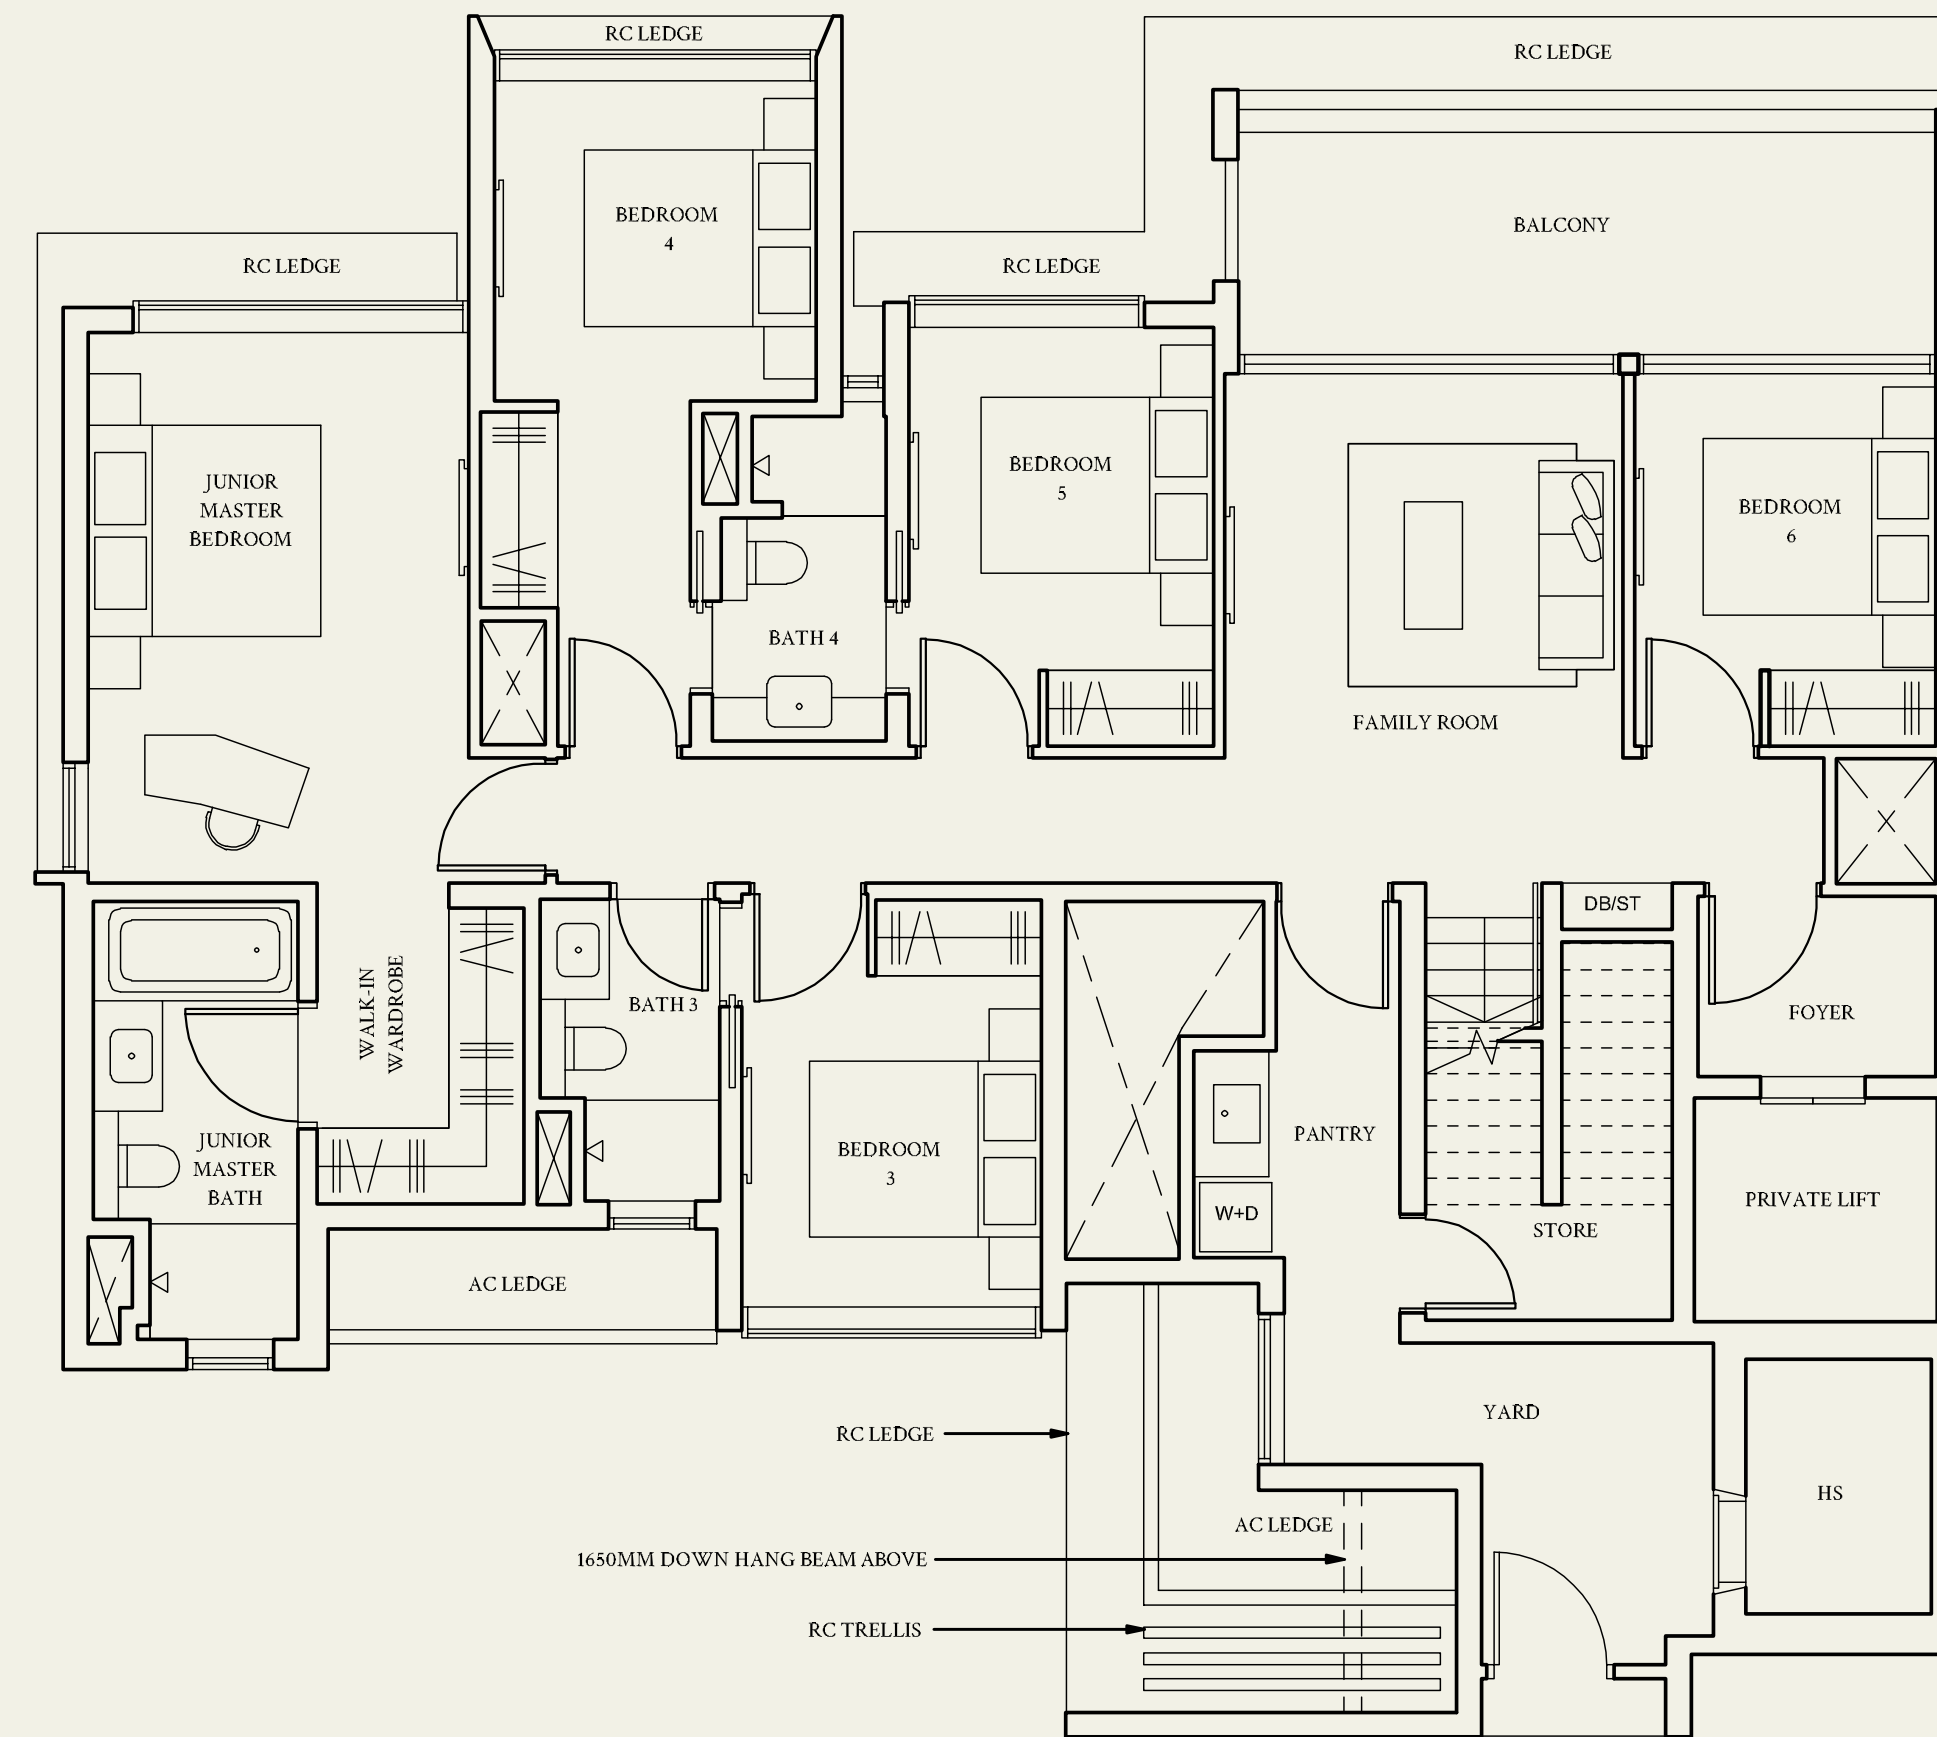 RC LEDGE
RC LEDGE
BEDROOM
4
BALCONY
RC LEDGE
RC LEDGE
JUNIOR
MASTER
BEDROOM
BEDROOM
5
BEDROOM
6
BATH 4
FAMILY ROOM
DB/ST
WALK-IN
WARDROBE
BATH 3
FOYER
JUNIOR
MASTER
BATH
BEDROOM
3
PANTRY
W+D
STORE
PRIVATE LIFT
AC LEDGE
YARD
RC LEDGE
HS
AC LEDGE
1650MM DOWN HANG BEAM ABOVE
RC TRELLIS